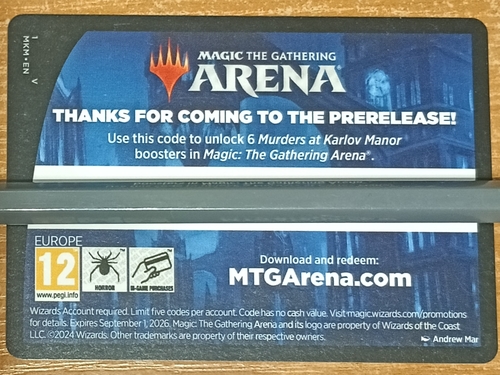 1 V
MKM • EN
MAGIC THE GATHERING
ARENA
THANKS FOR COMING TO THE PRERELEASE!
Use this code to unlock 6 Murders at Karlov Manor
boosters in Magic: The Gathering Arena®.
EUROPE
12
www.pegi.info
HORROR
IN-GAME PURCHASES
Download and redeem:
MTGArena.com
Wizards Account required. Limit five codes per account. Code has no cash value. Visit magic.wizards.com/promotions
for details. Expires September 1, 2026. Magic: The Gathering Arena and its logo are property of Wizards of the Coast
LLC. ©2024 Wizards. Other trademarks are property of their respective owners.
Andrew Mar